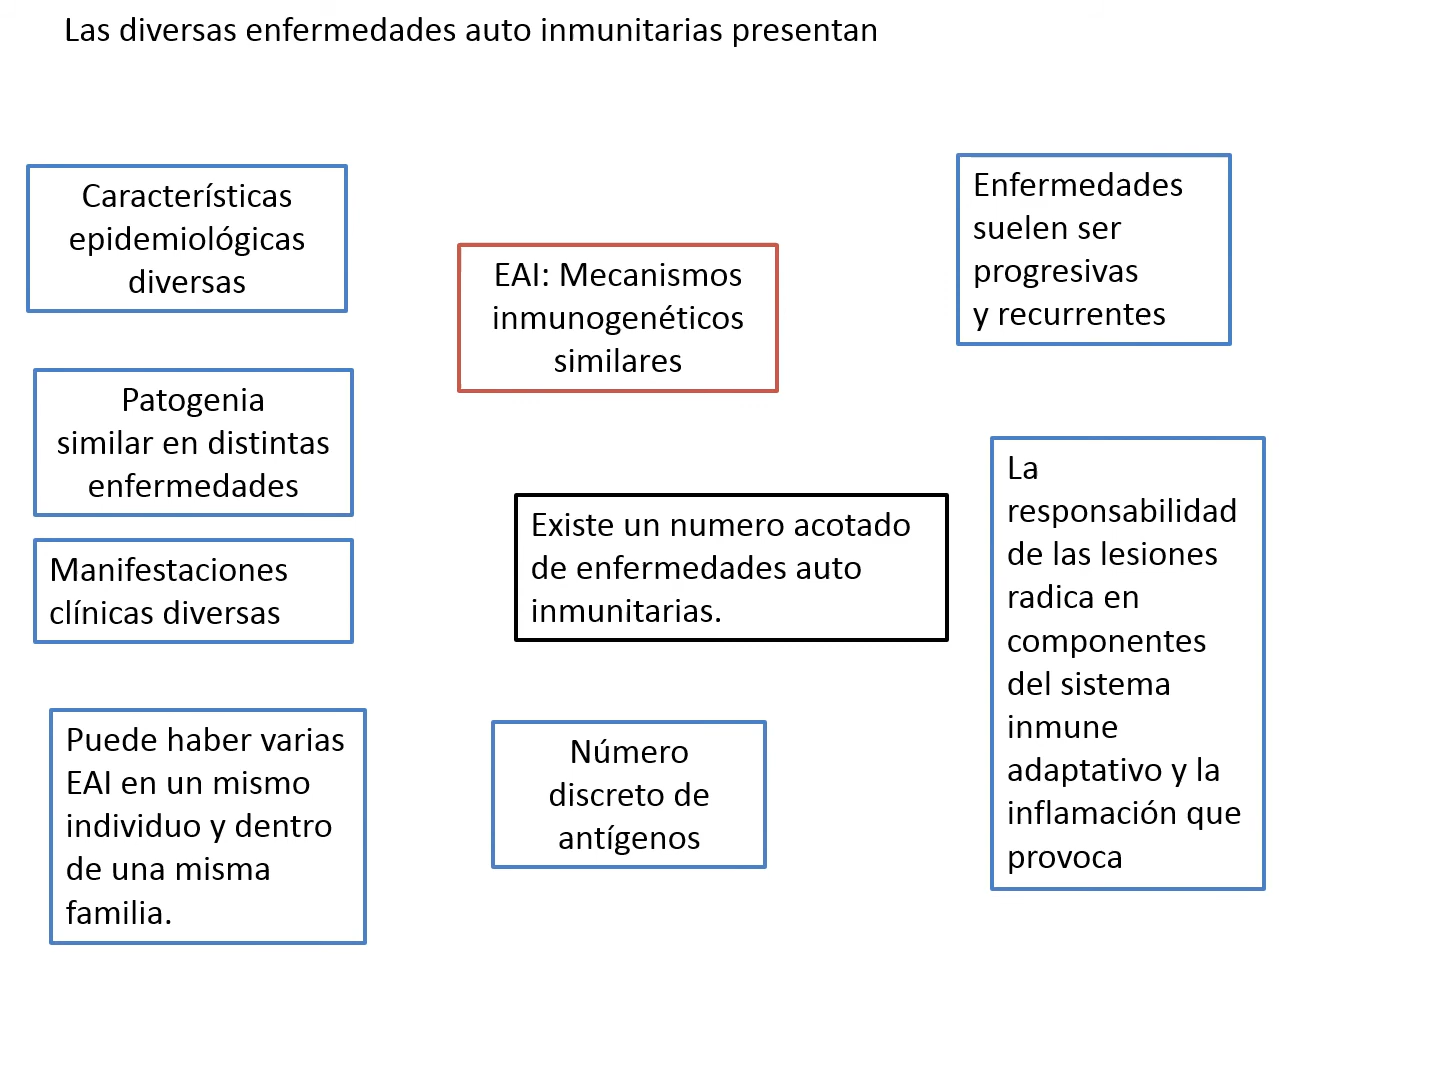 Las diversas enfermedades auto inmunitarias presentan
Características
epidemiológicas
diversas
Patogenia
similar en distintas
enfermedades
Manifestaciones
clínicas diversas
Puede haber varias
EAI en un mismo
individuo y dentro
de una misma
familia.
EAI: Mecanismos
inmunogenéticos
similares
Existe un numero acotado
de enfermedades auto
inmunitarias.
Número
discreto de
antígenos
Enfermedades
suelen ser
progresivas
y recurrentes
La
responsabilidad
de las lesiones
radica en
componentes
del sistema
inmune
adaptativo y la
inflamación que
provoca